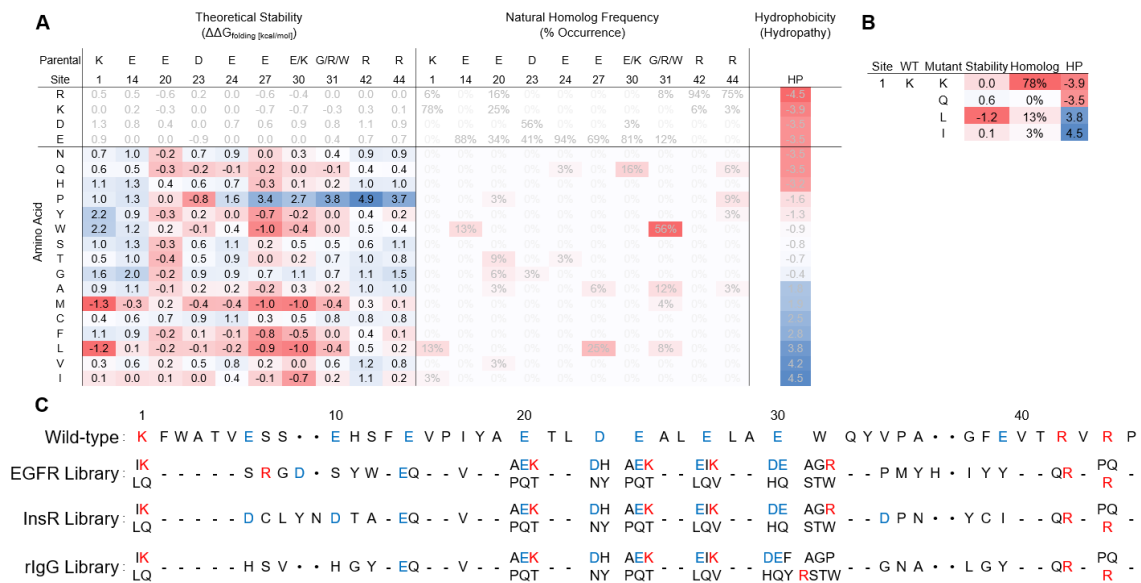 A
Theoretical Stability
(ΔΔGfolding [kcal/mol])
Natural Homolog Frequency
(% Occurrence)
Hydrophobicity
(Hydropathy)
Parental K E E D E E E/K G/R/W R R K E E D E E E/K G/R/W R R
Site 1 14 20 23 24 27 30 31 42 44 1 14 20 23 24 27 30 31 42 44 HP
Amino Acid
R 0.5 0.5 -0.6 0.2 0.0 -0.6 -0.4 0.0 0.0 0.0 6% 0% 16% 0% 0% 0% 0% 8% 94% 75% -4.5
K 0.0 0.2 -0.3 0.0 0.0 -0.7 -0.7 -0.3 0.3 0.1 78% 0% 25% 0% 0% 0% 0% 0% 6% 3% -3.9
D 1.3 0.8 0.4 0.0 0.7 0.6 0.9 0.8 1.1 0.9 0% 0% 0% 56% 0% 0% 3% 0% 0% 0% -3.5
E 0.9 0.0 0.0 -0.9 0.0 0.0 0.0 0.4 0.7 0.7 0% 88% 34% 41% 94% 69% 81% 12% 0% 0% -3.5
N 0.7 1.0 -0.2 0.7 0.9 0.0 0.3 0.4 0.9 0.9 0% 0% 0% 0% 0% 0% 0% 0% 0% 0% -3.5
Q 0.6 0.5 -0.3 -0.2 -0.1 -0.2 0.0 -0.1 0.4 0.4 0% 0% 0% 0% 3% 0% 16% 0% 0% 6% -3.5
H 1.1 1.3 0.4 0.6 0.7 -0.3 0.1 0.2 1.0 1.0 0% 0% 0% 0% 0% 0% 0% 0% 0% 0%
P 1.0 1.3 0.0 -0.8 1.6 3.4 2.7 3.8 4.9 3.7 0% 0% 3% 0% 0% 0% 0% 0% 0% 9% -1.6
Y 2.2 0.9 -0.3 0.2 0.0 -0.7 -0.2 0.0 0.4 0.2 0% 0% 0% 0% 0% 0% 0% 0% 0% 3% -1.3
W 2.2 1.2 0.2 -0.1 0.4 -1.0 -0.4 0.0 0.5 0.4 0% 13% 0% 0% 0% 0% 0% 56% 0% 0% -0.9
S 1.0 1.3 -0.3 0.6 1.1 0.2 0.5 0.5 0.6 1.1 0% 0% 0% 0% 0% 0% 0% 0% 0% 0% -0.8
T 0.5 1.0 -0.4 0.5 0.9 0.0 0.2 0.7 1.0 0.8 0% 0% 9% 0% 3% 0% 0% 0% 0% 0% -0.7
G 1.6 2.0 -0.2 0.9 0.9 0.7 1.1 0.7 1.1 1.5 0% 0% 6% 3% 0% 0% 0% 0% 0% 0% -0.4
A 0.9 1.1 -0.1 0.2 0.2 -0.2 0.3 0.2 1.0 1.0 0% 0% 3% 0% 0% 6% 0% 12% 0% 3%
M -1.3 -0.3 0.2 -0.4 -0.4 -1.0 -1.0 -0.4 0.3 0.1 0% 0% 0% 0% 0% 0% 0% 4% 0% 0%
C 0.4 0.6 0.7 0.9 1.1 0.3 0.5 0.8 0.8 0.8 0% 0% 0% 0% 0% 0% 0% 0% 0% 0% 2.5
F 1.1 0.9 -0.2 0.1 -0.1 -0.8 -0.5 0.0 0.4 0.1 0% 0% 0% 0% 0% 0% 0% 0% 0% 0% 2.8
L -1.2 0.1 -0.2 -0.1 -0.2 -0.9 -1.0 -0.4 0.5 0.2 13% 0% 0% 0% 0% 25% 0% 8% 0% 0% 3.8
V 0.3 0.6 0.2 0.5 0.8 0.2 0.0 0.6 1.2 0.8 0% 0% 3% 0% 0% 0% 0% 0% 0% 0% 4.2
I 0.1 0.0 0.1 0.0 0.4 -0.1 -0.7 0.2 1.1 0.2 3% 0% 0% 0% 0% 0% 0% 0% 0% 0% 4.5
B
Site WT Mutant Stability Homolog HP
1 K K 0.0 78% -3.9
Q 0.6 0% -3.5
L -1.2 13% 3.8
I 0.1 3% 4.5
C
1 10 20 30 40
Wild-type : K F W A T V E S S • • E H S F E V P I Y A E T L D E A L E L A E W Q Y V P A • • G F E V T R V R P
IK AEK DH AEK EIK DE AGR PQ
EGFR Library : - - - - - S R G D • S Y W - E Q - V - - - - - - - - P M Y H • I Y Y - Q R - -
LQ PQT NY PQT LQV HQ STW R
IK AEK DH AEK EIK DE AGR PQ
InsR Library : - - - - - D C L Y N D T A - E Q - - V - - - - - - - - D P N • • Y C I - Q R - -
LQ PQT NY PQT LQV HQ STW R
IK AEK DH AEK EIK DEF AGP PQ
rIgG Library : - - - - - H S V • • H G Y - E Q - - V - - - - - - - - G N A • • L G Y - Q R - -
LQ PQT NY PQT LQV HQY RSTW R